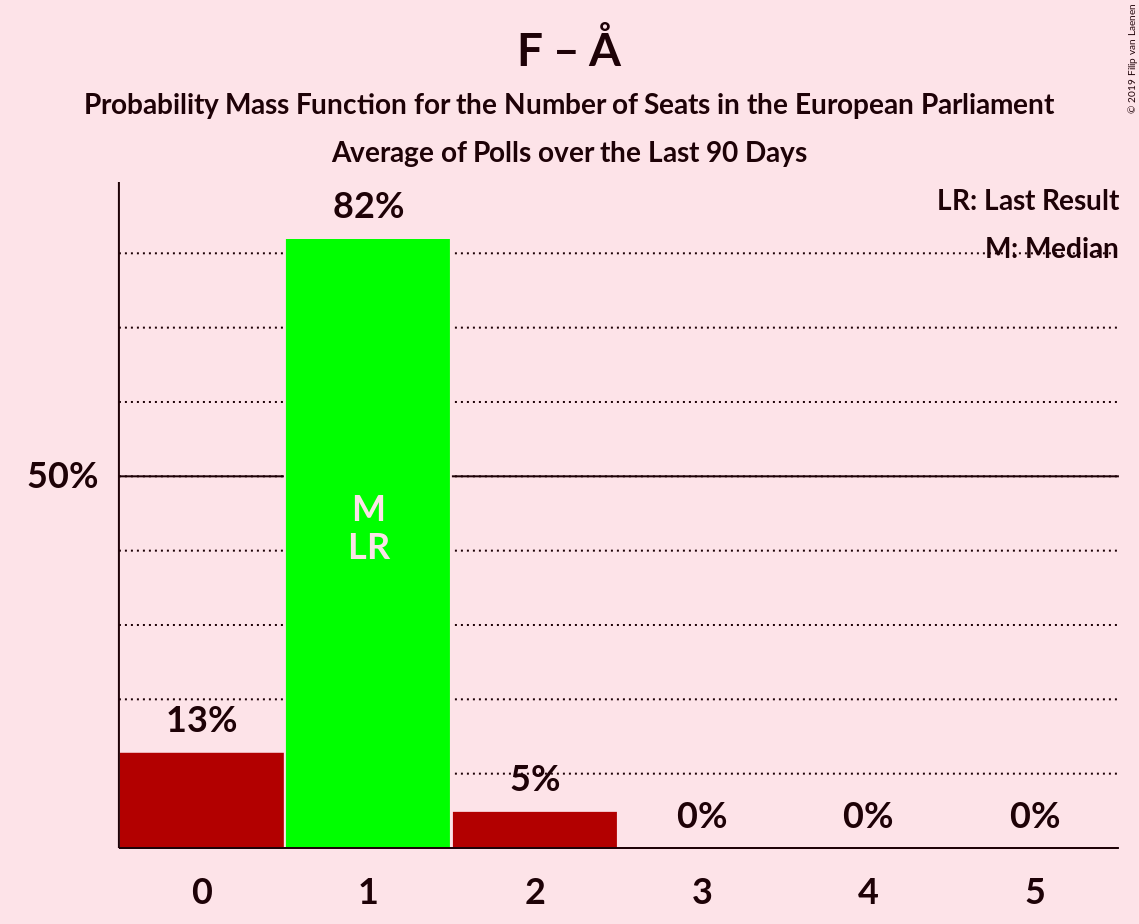 F – Å
Probability Mass Function for the Number of Seats in the European Parliament
Average of Polls over the Last 90 Days
© 2019 Filip van Laenen
LR: Last Result
M: Median
82%
50%
M
LR
13%
5%
0%
0%
0%
0
1
2
3
4
5